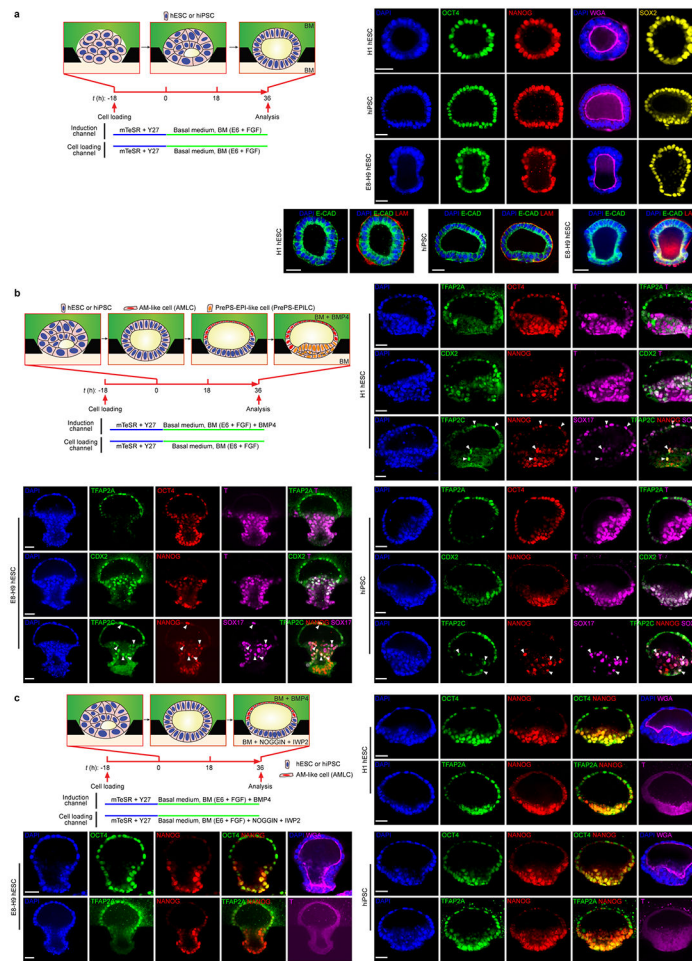 a
hESC or hiPSC
BM
BM
t (h): -18
0
18
36
Cell loading
Analysis
Induction channel
mTeSR + Y27
Basal medium, BM (E6 + FGF)
Cell loading channel
mTeSR + Y27
Basal medium, BM (E6 + FGF)
H1 hESC
DAPI
OCT4
NANOG
DAPI WGA
SOX2
hiPSC
E8-H9 hESC
H1 hESC
DAPI E-CAD
DAPI E-CAD LAM
hiPSC
DAPI E-CAD
DAPI E-CAD LAM
E8-H9 hESC
DAPI E-CAD
DAPI E-CAD LA
b
hESC or hiPSC
AM-like cell (AMLC)
PrePS-EPI-like cell (PrePS-EPILC)
BM + BMP4
BM
t (h): -18
0
18
36
Cell loading
Analysis
Induction channel
mTeSR + Y27
Basal medium, BM (E6 + FGF) + BMP4
Cell loading channel
mTeSR + Y27
Basal medium, BM (E6 + FGF)
H1 hESC
DAPI
TFAP2A
OCT4
T
TFAP2A T
DAPI
CDX2
NANOG
T
CDX2 T
DAPI
TFAP2C
NANOG
SOX17
TFAP2C NANOG SO
E8-H9 hESC
DAPI
TFAP2A
OCT4
T
TFAP2A T
DAPI
CDX2
NANOG
T
CDX2 T
DAPI
TFAP2C
NANOG
SOX17
TFAP2C NANOG SOX17
hiPSC
DAPI
TFAP2A
OCT4
T
TFAP2A T
DAPI
CDX2
NANOG
T
CDX2 T
DAPI
TFAP2C
NANOG
SOX17
TFAP2C NANOG SO
c
BM + BMP4
BM + NOGGIN + IWP2
t (h): -18
0
18
36
Cell loading
Analysis
hESC or hiPSC
AM-like cell (AMLC)
Induction channel
mTeSR + Y27
Basal medium, BM (E6 + FGF) + BMP4
Cell loading channel
mTeSR + Y27
Basal medium, BM (E6 + FGF) + NOGGIN + IWP2
H1 hESC
DAPI
OCT4
NANOG
OCT4 NANOG
DAPI WGA
DAPI
TFAP2A
NANOG
TFAP2A NANOG
T
E8-H9 hESC
DAPI
OCT4
NANOG
OCT4 NANOG
DAPI WGA
DAPI
TFAP2A
NANOG
TFAP2A NANOG
T
hiPSC
DAPI
OCT4
NANOG
OCT4 NANOG
DAPI WGA
DAPI
TFAP2A
NANOG
TFAP2A NANOG
T